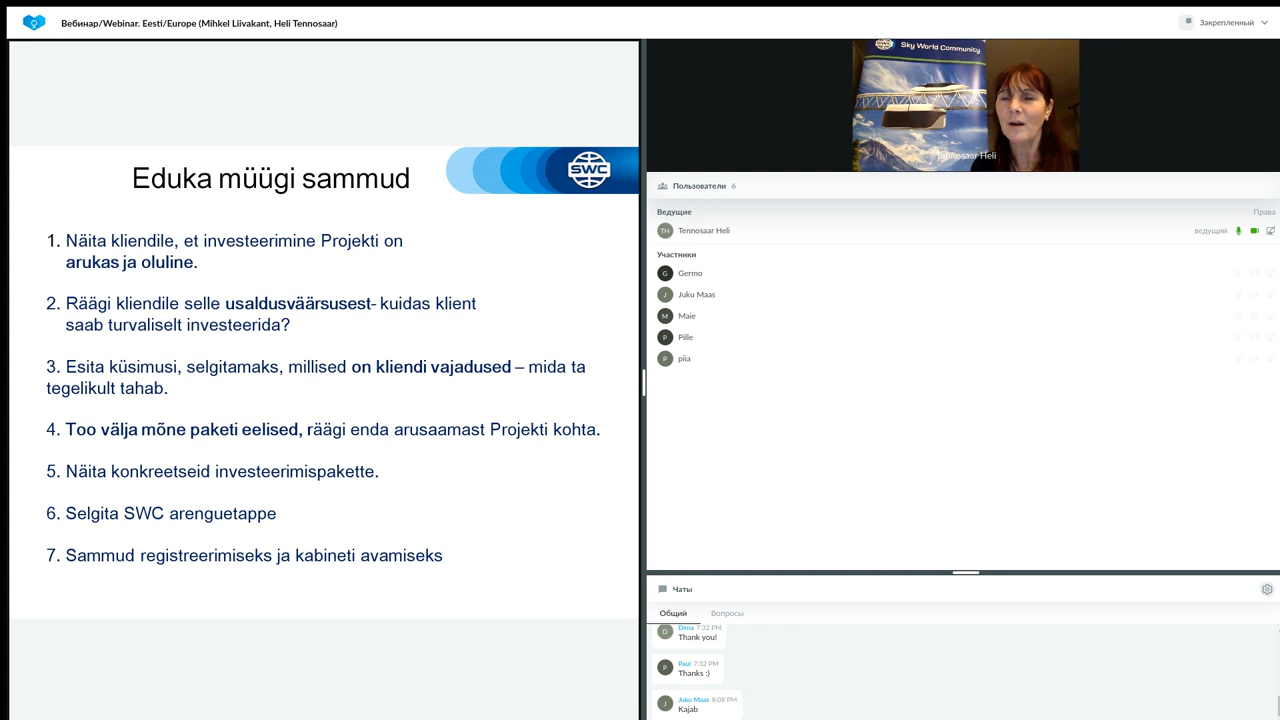 Вебинар/Webinar. Eesti/Europe (Mihkel Liivakant, Heli Tennosaar)
Закрепленный
Eduka müügi sammud
SWC
1. Näita kliendile, et investeerimine Projekti on
arukas ja oluline.
2. Räägi kliendile selle usaldusväärsusest- kuidas klient
saab turvaliselt investeerida?
3. Esita küsimusi, selgitamaks, millised on kliendi vajadused – mida ta
tegelikult tahab.
4. Too välja mõne paketi eelised, räägi enda arusaamast Projekti kohta.
5. Näita konkreetseid investeerimispakette.
6. Selgita SWC arenguetappe
7. Sammud registreerimiseks ja kabineti avamiseks
SWC
Sky World Community
Tennosaar Heli
Пользователи 6
Ведущие
Права
TH Tennosaar Heli
ведущий
Участники
G Germo
J Juku Maas
M Maie
P Pille
P piia
Чаты
Общий
Вопросы
D Dima 7:32 PM
Thank you!
P Paul 7:32 PM
Thanks :)
J Juku Maas 8:08 PM
Kajab